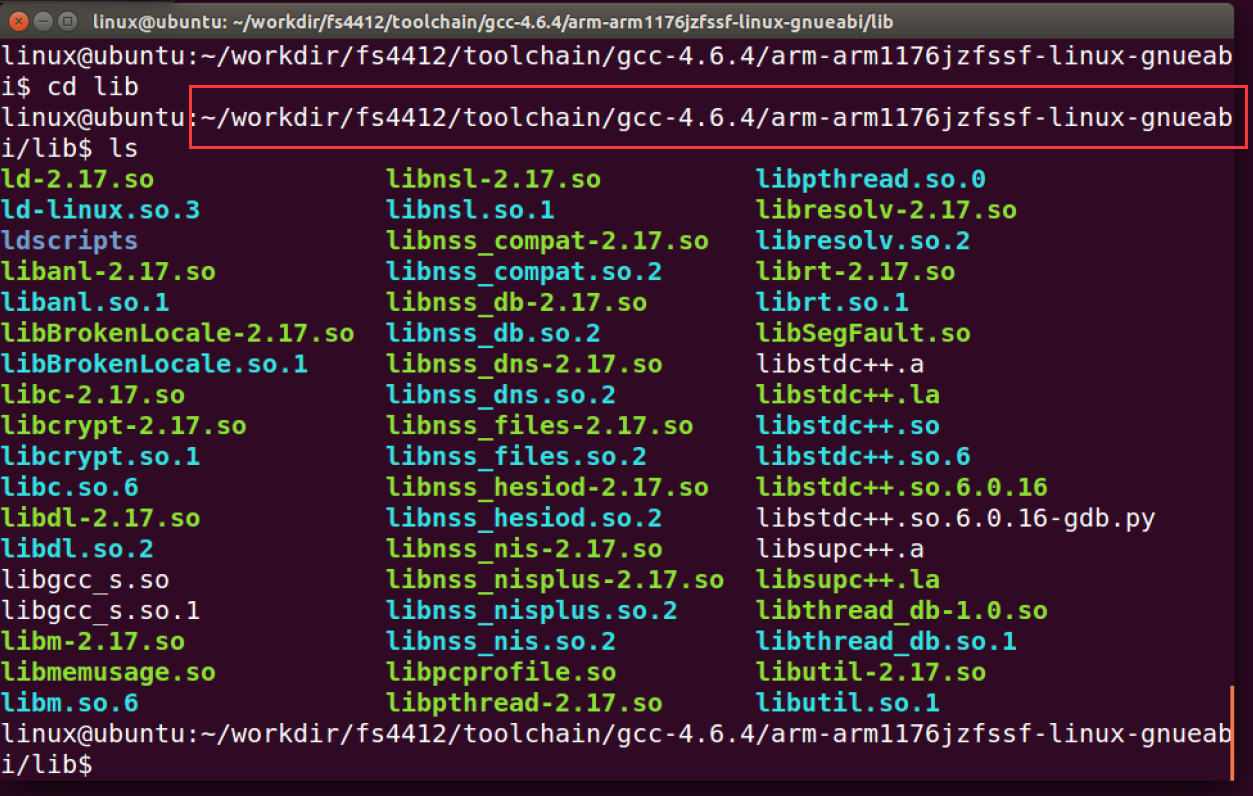 linux@ubuntu: ~/workdir/fs4412/toolchain/gcc-4.6.4/arm-arm1176jzfssf-linux-gnueabi/lib
linux@ubuntu:~/workdir/fs4412/toolchain/gcc-4.6.4/arm-arm1176jzfssf-linux-gnueab
i$ cd lib
linux@ubuntu:~/workdir/fs4412/toolchain/gcc-4.6.4/arm-arm1176jzfssf-linux-gnueab
i/lib$ ls
ld-2.17.so libnsl-2.17.so libpthread.so.0
ld-linux.so.3 libnsl.so.1 libresolv-2.17.so
ldscripts libnss_compat-2.17.so libresolv.so.2
libanl-2.17.so libnss_compat.so.2 librt-2.17.so
libanl.so.1 libnss_db-2.17.so librt.so.1
libBrokenLocale-2.17.so libnss_db.so.2 libSegFault.so
libBrokenLocale.so.1 libnss_dns-2.17.so libstdc++.a
libc-2.17.so libnss_dns.so.2 libstdc++.la
libcrypt-2.17.so libnss_files-2.17.so libstdc++.so
libcrypt.so.1 libnss_files.so.2 libstdc++.so.6
libc.so.6 libnss_hesiod-2.17.so libstdc++.so.6.0.16
libdl-2.17.so libnss_hesiod.so.2 libstdc++.so.6.0.16-gdb.py
libdl.so.2 libnss_nis-2.17.so libsupc++.a
libgcc_s.so libnss_nisplus-2.17.so libsupc++.la
libgcc_s.so.1 libnss_nisplus.so.2 libthread_db-1.0.so
libm-2.17.so libnss_nis.so.2 libthread_db.so.1
libmemusage.so libpcprofile.so libutil-2.17.so
libm.so.6 libpthread-2.17.so libutil.so.1
linux@ubuntu:~/workdir/fs4412/toolchain/gcc-4.6.4/arm-arm1176jzfssf-linux-gnueab
i/lib$